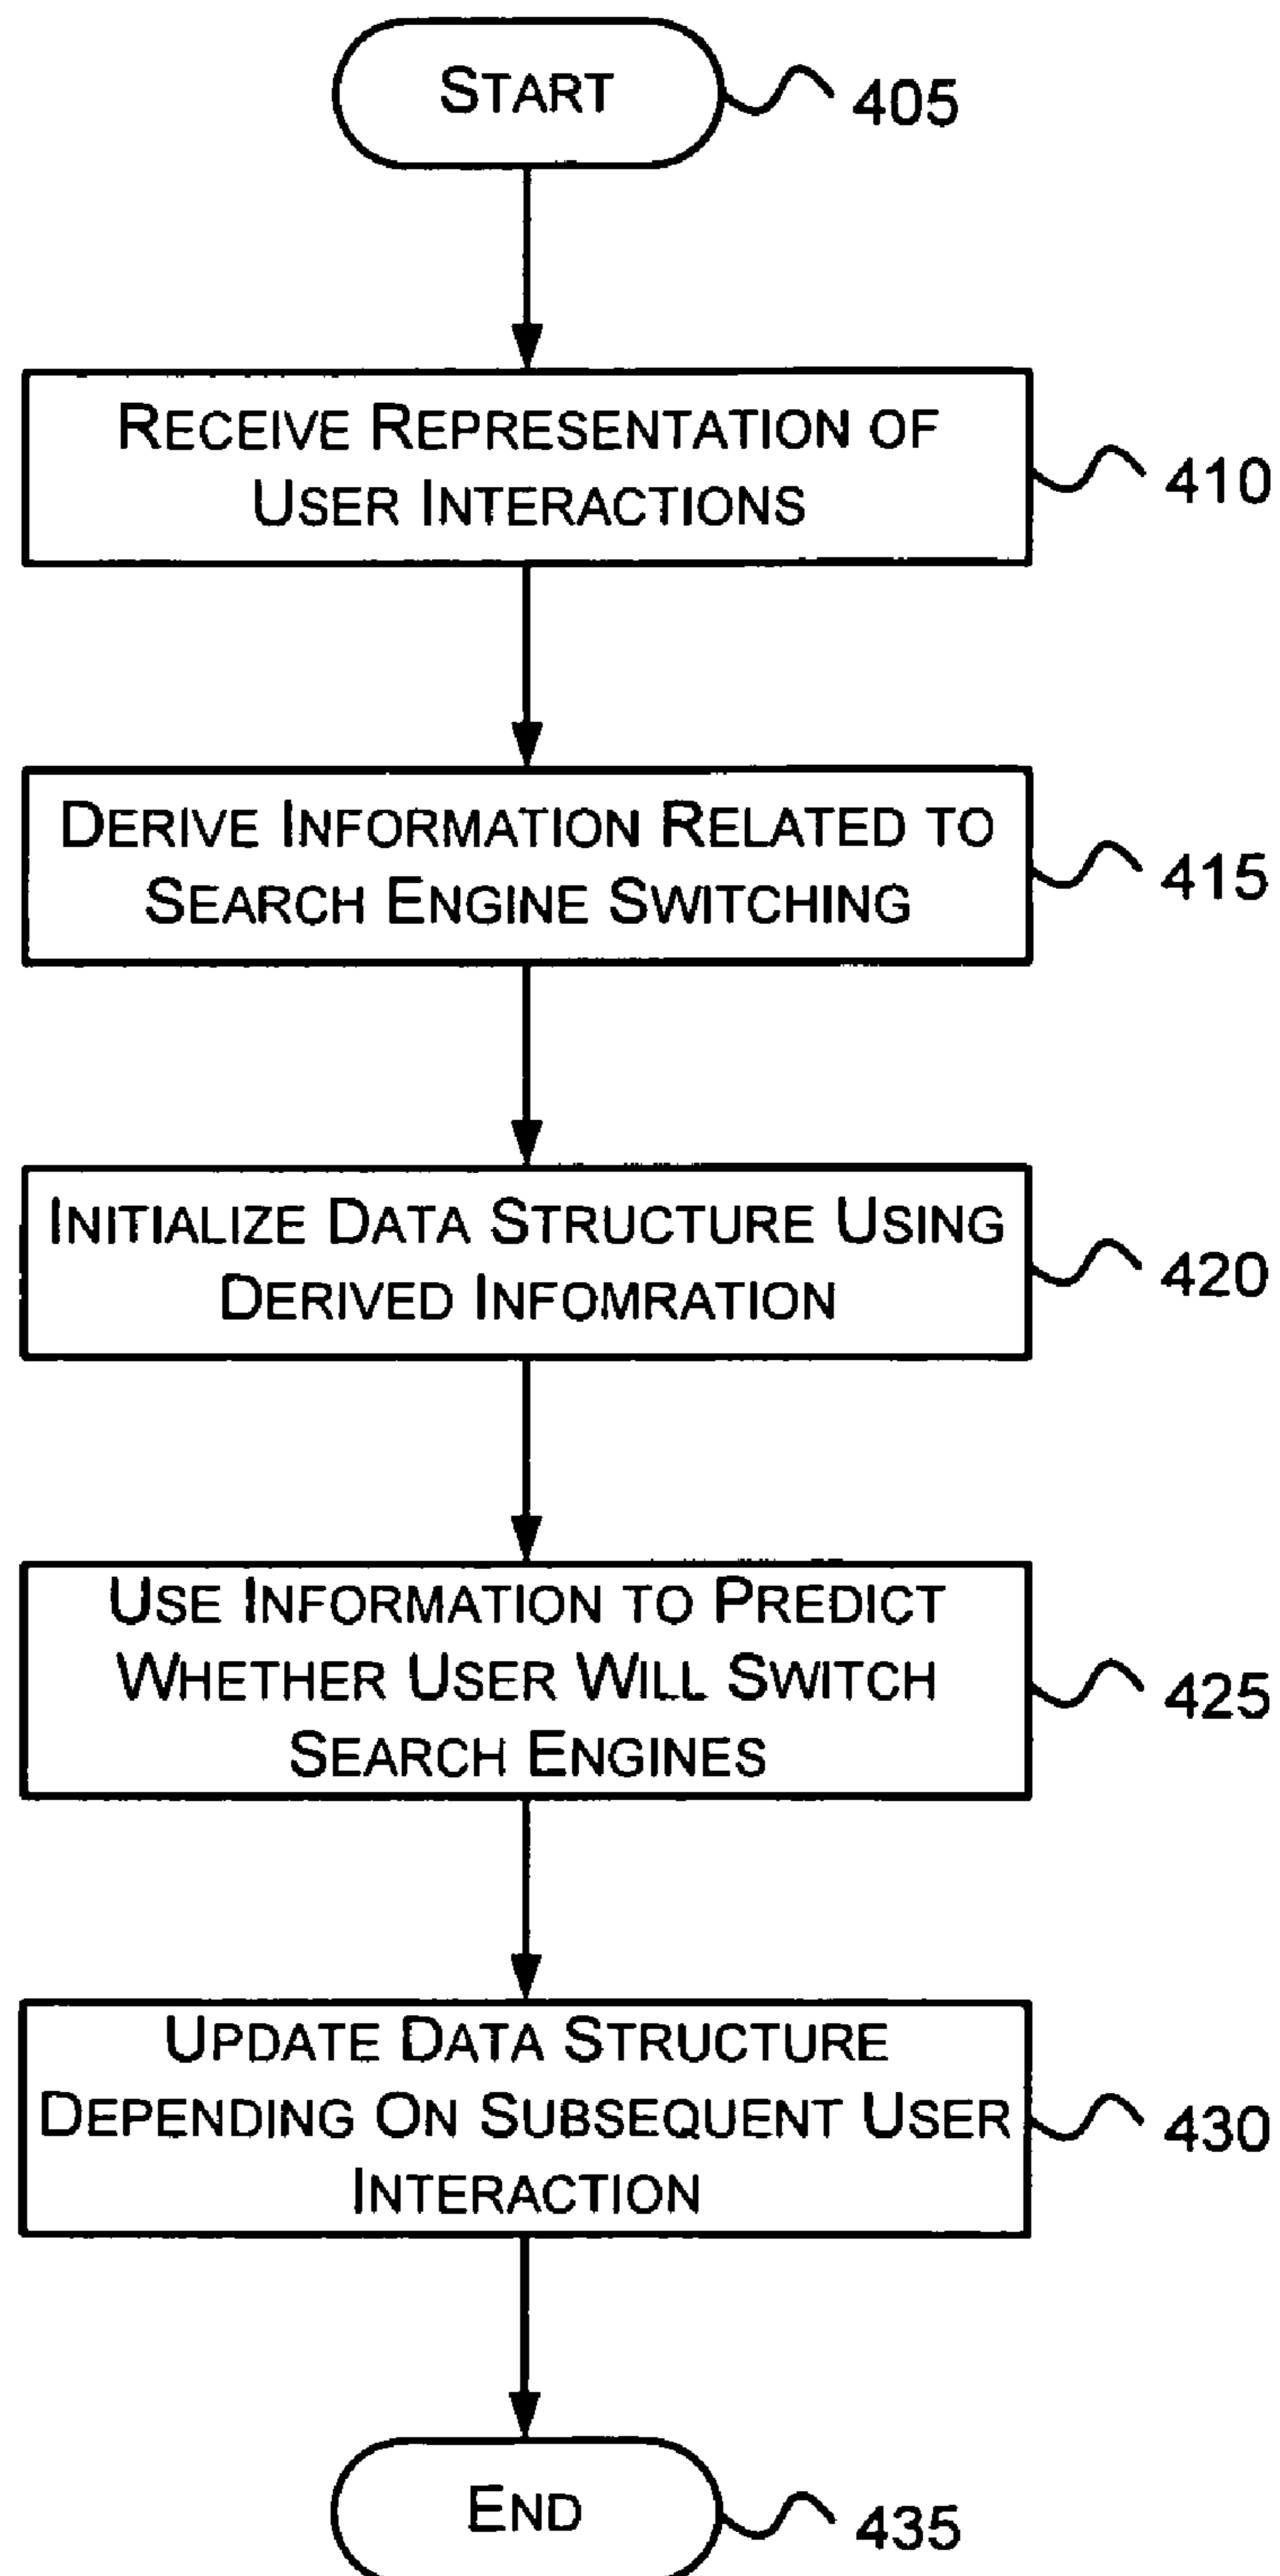 START
405
RECEIVE REPRESENTATION OF
USER INTERACTIONS
410
DERIVE INFORMATION RELATED TO
SEARCH ENGINE SWITCHING
415
INITIALIZE DATA STRUCTURE USING
DERIVED INFOMRATION
420
USE INFORMATION TO PREDICT
WHETHER USER WILL SWITCH
SEARCH ENGINES
425
UPDATE DATA STRUCTURE
DEPENDING ON SUBSEQUENT USER
INTERACTION
430
END
435